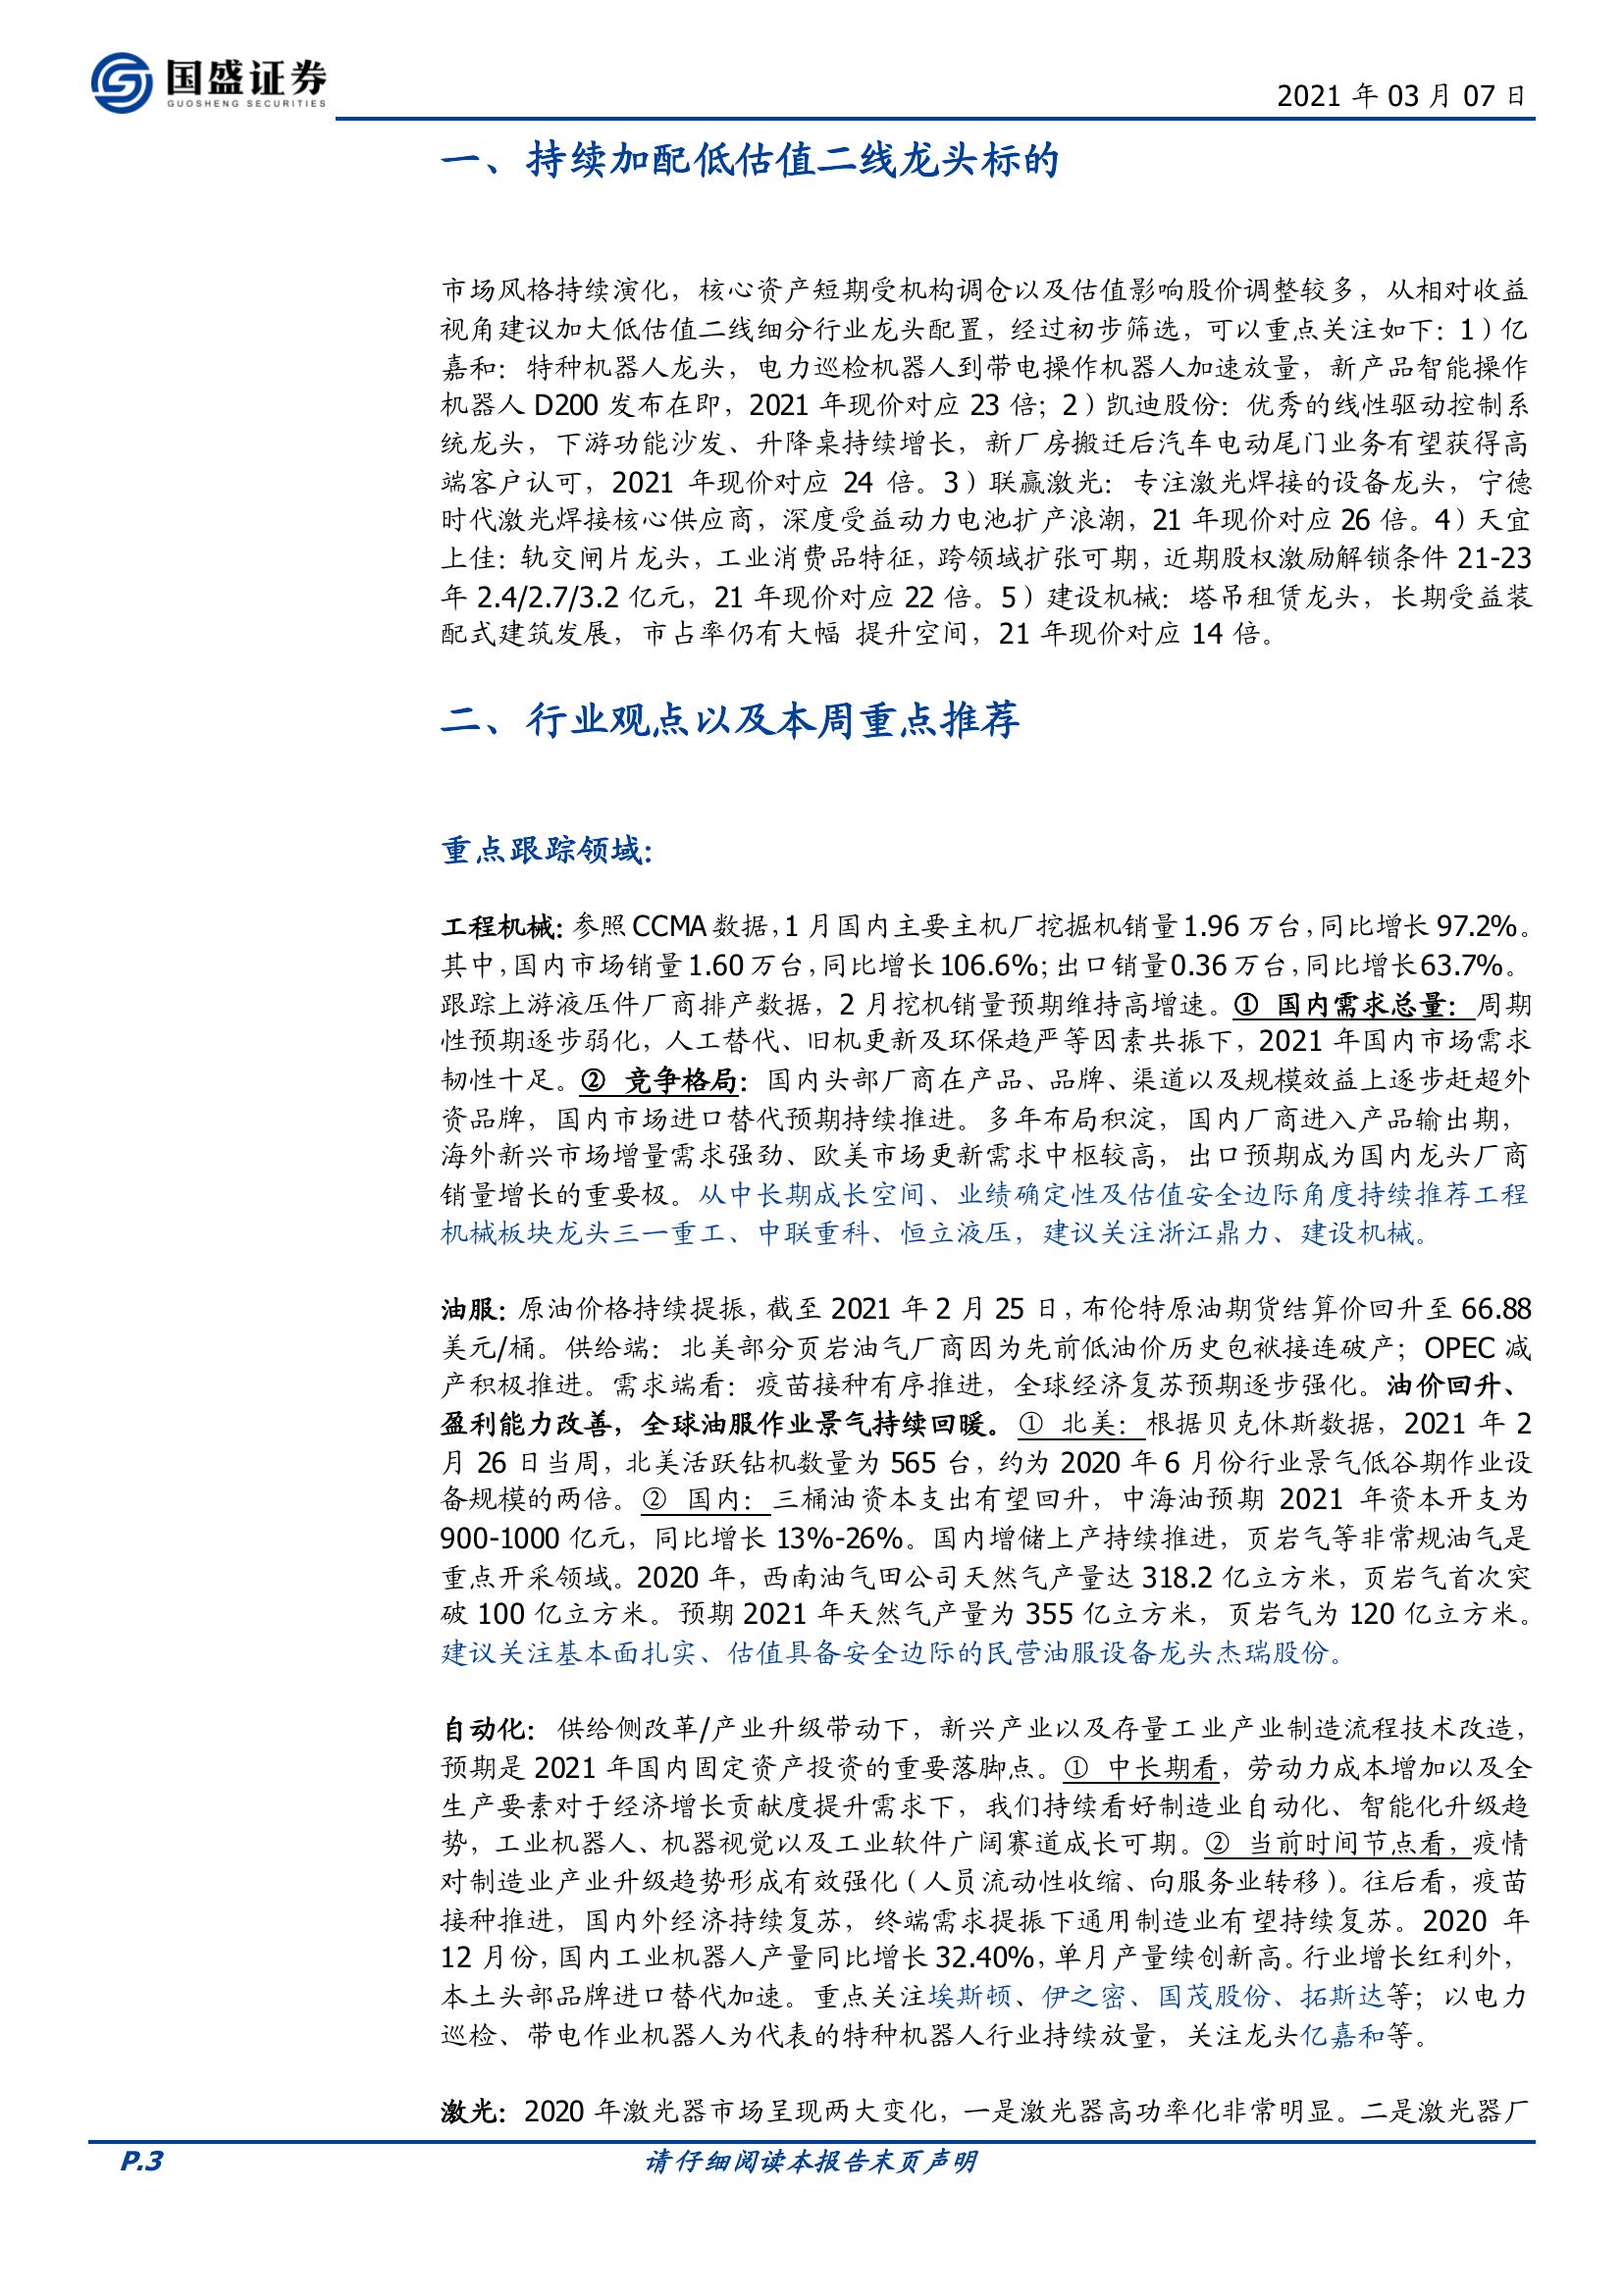 国盛证券
GUOSHENG SECURITIES
2021 年 03 月 07 日
一、持续加配低估值二线龙头标的
市场风格持续演化，核心资产短期受机构调仓以及估值影响股价调整较多，从相对收益
视角建议加大低估值二线细分行业龙头配置，经过初步筛选，可以重点关注如下：1）亿
嘉和：特种机器人龙头，电力巡检机器人到带电操作机器人加速放量，新产品智能操作
机器人 D200 发布在即，2021 年现价对应 23 倍；2）凯迪股份：优秀的线性驱动控制系
统龙头，下游功能沙发、升降桌持续增长，新厂房搬迁后汽车电动尾门业务有望获得高
端客户认可，2021 年现价对应 24 倍。3）联赢激光：专注激光焊接的设备龙头，宁德
时代激光焊接核心供应商，深度受益动力电池扩产浪潮，21 年现价对应 26 倍。4）天宜
上佳：轨交闸片龙头，工业消费品特征，跨领域扩张可期，近期股权激励解锁条件 21-23
年 2.4/2.7/3.2 亿元，21 年现价对应 22 倍。5）建设机械：塔吊租赁龙头，长期受益装
配式建筑发展，市占率仍有大幅 提升空间，21 年现价对应 14 倍。
二、行业观点以及本周重点推荐
重点跟踪领域：
工程机械：参照 CCMA 数据，1 月国内主要主机厂挖掘机销量 1.96 万台，同比增长 97.2%。
其中，国内市场销量 1.60 万台，同比增长 106.6%；出口销量 0.36 万台，同比增长 63.7%。
跟踪上游液压件厂商排产数据，2 月挖机销量预期维持高增速。① 国内需求总量：周期
性预期逐步弱化，人工替代、旧机更新及环保趋严等因素共振下，2021 年国内市场需求
韧性十足。② 竞争格局：国内头部厂商在产品、品牌、渠道以及规模效益上逐步赶超外
资品牌，国内市场进口替代预期持续推进。多年布局积淀，国内厂商进入产品输出期，
海外新兴市场增量需求强劲、欧美市场更新需求中枢较高，出口预期成为国内龙头厂商
销量增长的重要极。从中长期成长空间、业绩确定性及估值安全边际角度持续推荐工程
机械板块龙头三一重工、中联重科、恒立液压，建议关注浙江鼎力、建设机械。
油服：原油价格持续提振，截至 2021 年 2 月 25 日，布伦特原油期货结算价回升至 66.88
美元/桶。供给端：北美部分页岩油气厂商因为先前低油价历史包袱接连破产；OPEC 减
产积极推进。需求端看：疫苗接种有序推进，全球经济复苏预期逐步强化。油价回升、
盈利能力改善，全球油服作业景气持续回暖。① 北美：根据贝克休斯数据，2021 年 2
月 26 日当周，北美活跃钻机数量为 565 台，约为 2020 年 6 月份行业景气低谷期作业设
备规模的两倍。② 国内：三桶油资本支出有望回升，中海油预期 2021 年资本开支为
900-1000 亿元，同比增长 13%-26%。国内增储上产持续推进，页岩气等非常规油气是
重点开采领域。2020 年，西南油气田公司天然气产量达 318.2 亿立方米，页岩气首次突
破 100 亿立方米。预期 2021 年天然气产量为 355 亿立方米，页岩气为 120 亿立方米。
建议关注基本面扎实、估值具备安全边际的民营油服设备龙头杰瑞股份。
自动化：供给侧改革/产业升级带动下，新兴产业以及存量工业产业制造流程技术改造，
预期是 2021 年国内固定资产投资的重要落脚点。① 中长期看，劳动力成本增加以及全
生产要素对于经济增长贡献度提升需求下，我们持续看好制造业自动化、智能化升级趋
势，工业机器人、机器视觉以及工业软件广阔赛道成长可期。② 当前时间节点看，疫情
对制造业产业升级趋势形成有效强化（人员流动性收缩、向服务业转移）。往后看，疫苗
接种推进，国内外经济持续复苏，终端需求提振下通用制造业有望持续复苏。2020 年
12 月份，国内工业机器人产量同比增长 32.40%，单月产量续创新高。行业增长红利外，
本土头部品牌进口替代加速。重点关注埃斯顿、伊之密、国茂股份、拓斯达等；以电力
巡检、带电作业机器人为代表的特种机器人行业持续放量，关注龙头亿嘉和等。
激光：2020 年激光器市场呈现两大变化，一是激光器高功率化非常明显。二是激光器厂
P.3
请仔细阅读本报告末页声明